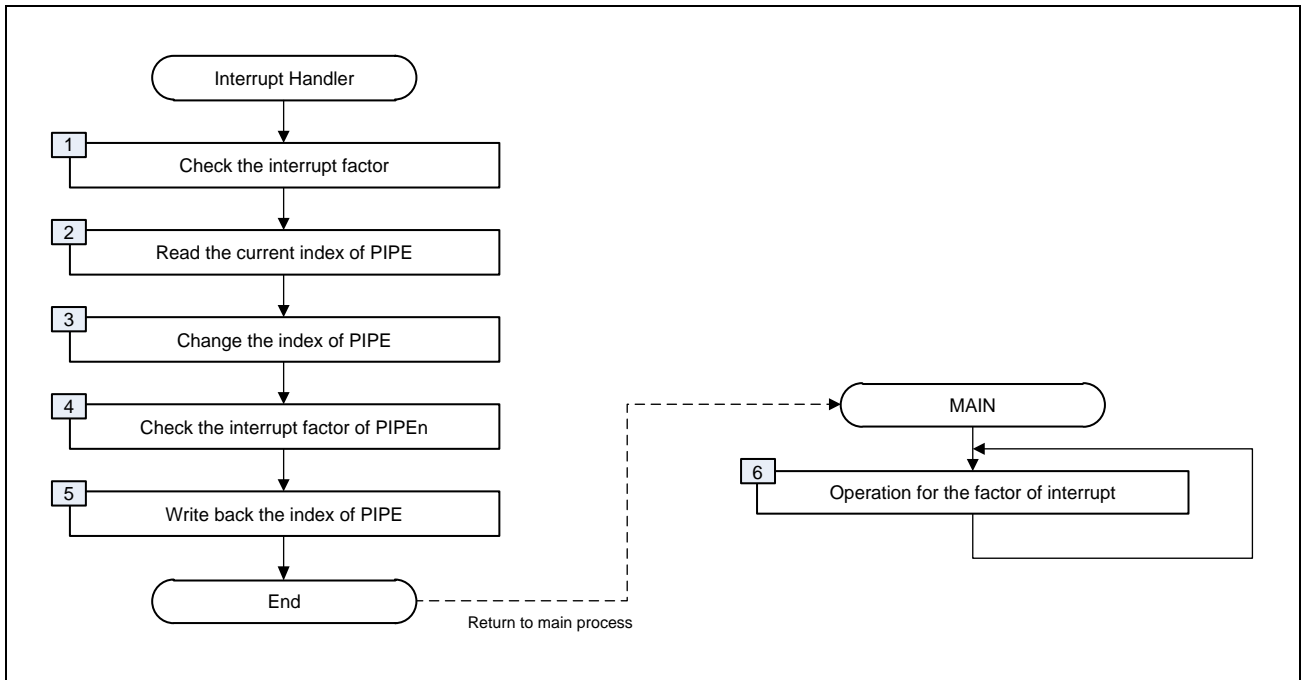 Interrupt Handler
1
Check the interrupt factor
2
Read the current index of PIPE
3
Change the index of PIPE
4
Check the interrupt factor of PIPEn
5
Write back the index of PIPE
End
Return to main process
MAIN
6
Operation for the factor of interrupt